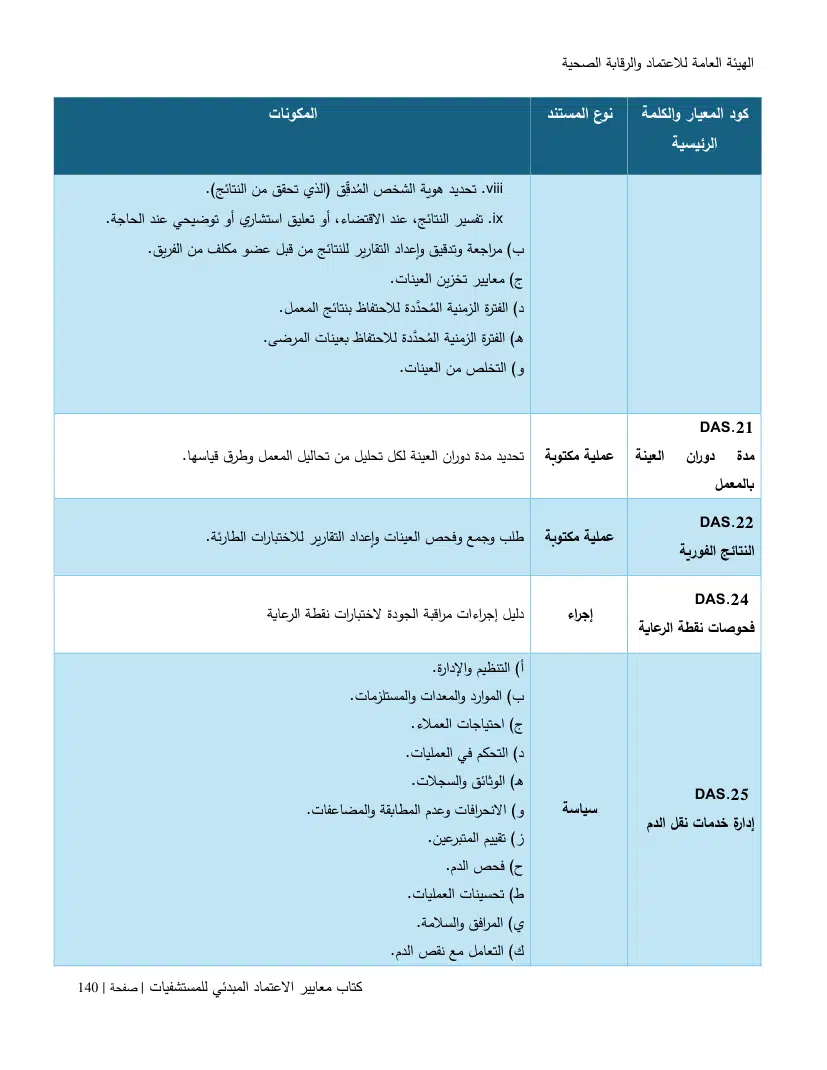 الهيئة العامة للاعتماد والرقابة الصحية
كود المعيار والكلمة الرئيسية
نوع المستند
المكونات
viii. تحديد هوية الشخص المُدقِّق (الذي تحقق من النتائج).
ix. تفسير النتائج، عند الاقتضاء، أو تعليق استشاري أو توضيحي عند الحاجة.
ب) مراجعة وتدقيق وإعداد التقارير للنتائج من قبل عضو مكلف من الفريق.
ج) معايير تخزين العينات.
د) الفترة الزمنية المُحدَّدة للاحتفاظ بنتائج المعمل.
هـ) الفترة الزمنية المُحدَّدة للاحتفاظ بعينات المرضى.
و) التخلص من العينات.
DAS.21
مدة دوران العينة
بالمعمل
عملية مكتوبة
تحديد مدة دوران العينة لكل تحليل من تحاليل المعمل وطرق قياسها.
DAS.22
النتائج الفورية
عملية مكتوبة
طلب وجمع وفحص العينات وإعداد التقارير للاختبارات الطارئة.
DAS.24
فحوصات نقطة الرعاية
إجراء
دليل إجراءات مراقبة الجودة لاختبارات نقطة الرعاية
DAS.25
إدارة خدمات نقل الدم
سياسة
أ) التنظيم والإدارة.
ب) الموارد والمعدات والمستلزمات.
ج) احتياجات العملاء.
د) التحكم في العمليات.
هـ) الوثائق والسجلات.
و) الانحرافات وعدم المطابقة والمضاعفات.
ز) تقييم المتبرعين.
ح) فحص الدم.
ط) تحسينات العمليات.
ي) المرافق والسلامة.
ك) التعامل مع نقص الدم.
كتاب معايير الاعتماد المبدئي للمستشفيات | صفحة | 140